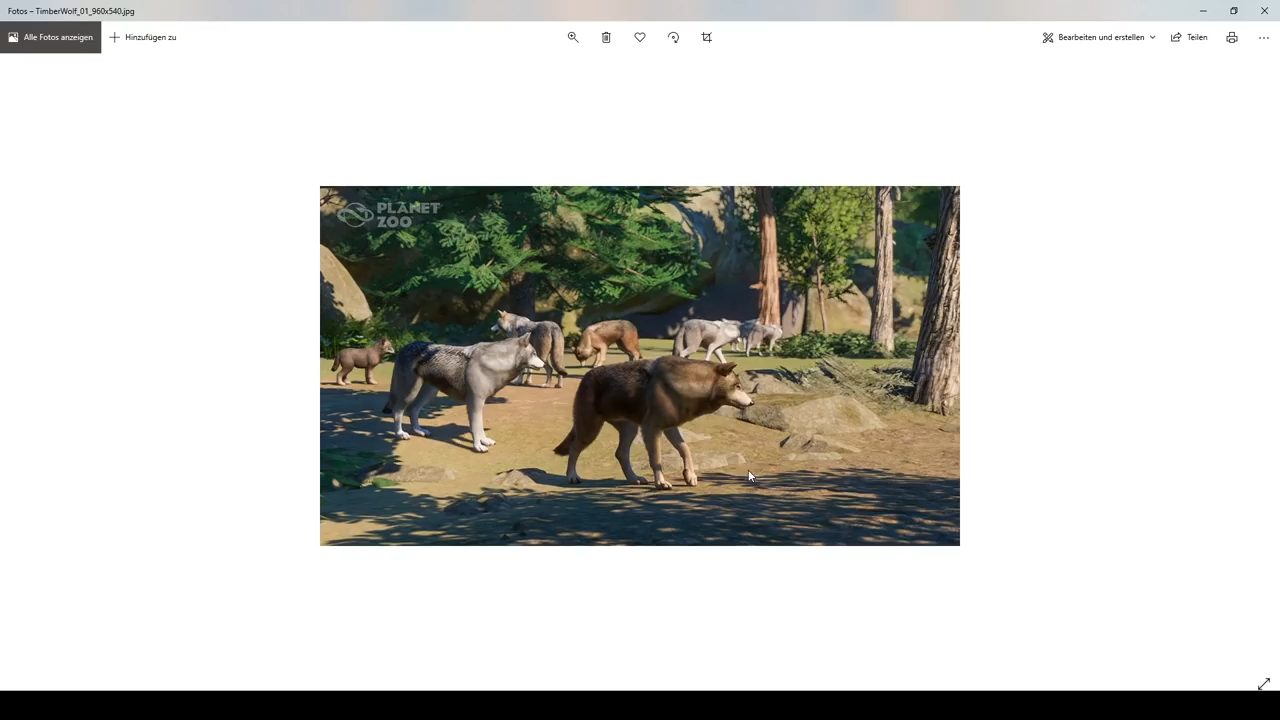 Fotos – TimberWolf_01_960x540.jpg
Alle Fotos anzeigen
Hinzufügen zu
Bearbeiten und erstellen
Teilen
PLANET
ZOO